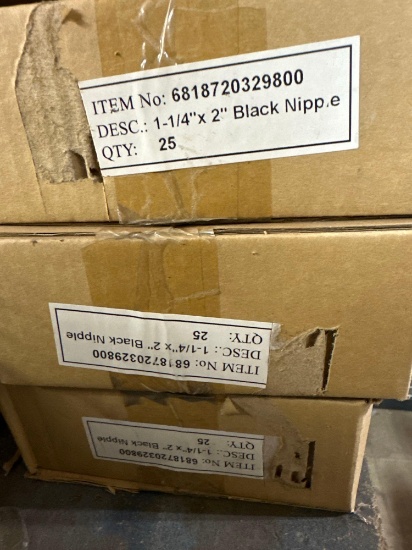 ITEM No: 6818720329800
DESC.: 1-1/4"x 2" Black Nipple
QTY: 25
ITEM No: 6818720329800
DESC.: 1-1/4"x 2" Black Nipple
QTY: 25
ITEM No: 6818720329800
DESC.: 1-1/4"x 2" Black Nipple
QTY: 25